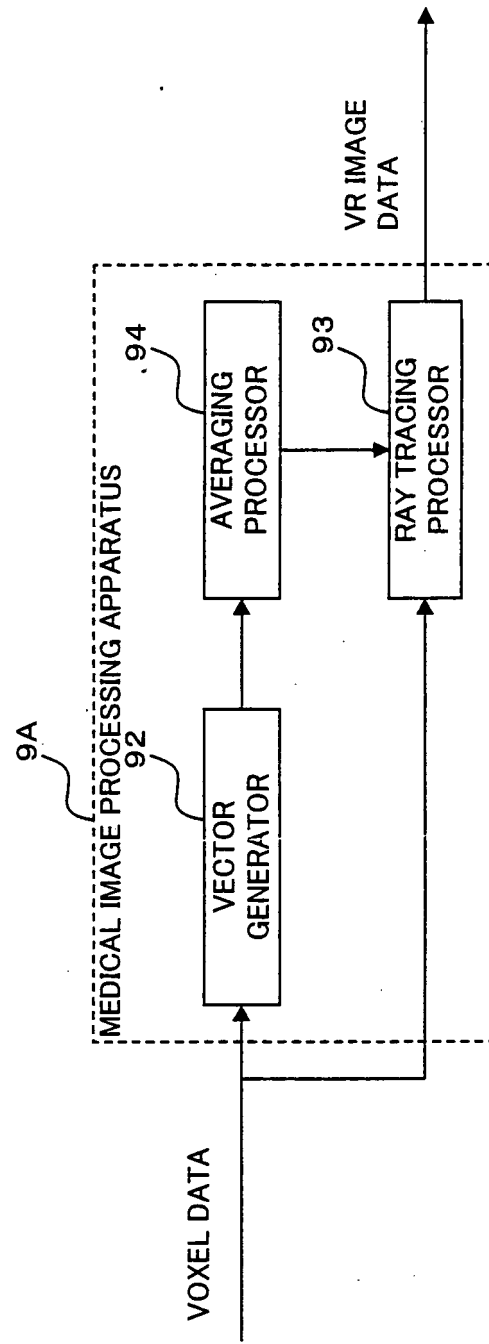 9A
MEDICAL IMAGE PROCESSING APPARATUS
VOXEL DATA
92
VECTOR
GENERATOR
94
AVERAGING
PROCESSOR
93
RAY TRACING
PROCESSOR
VR IMAGE
DATA